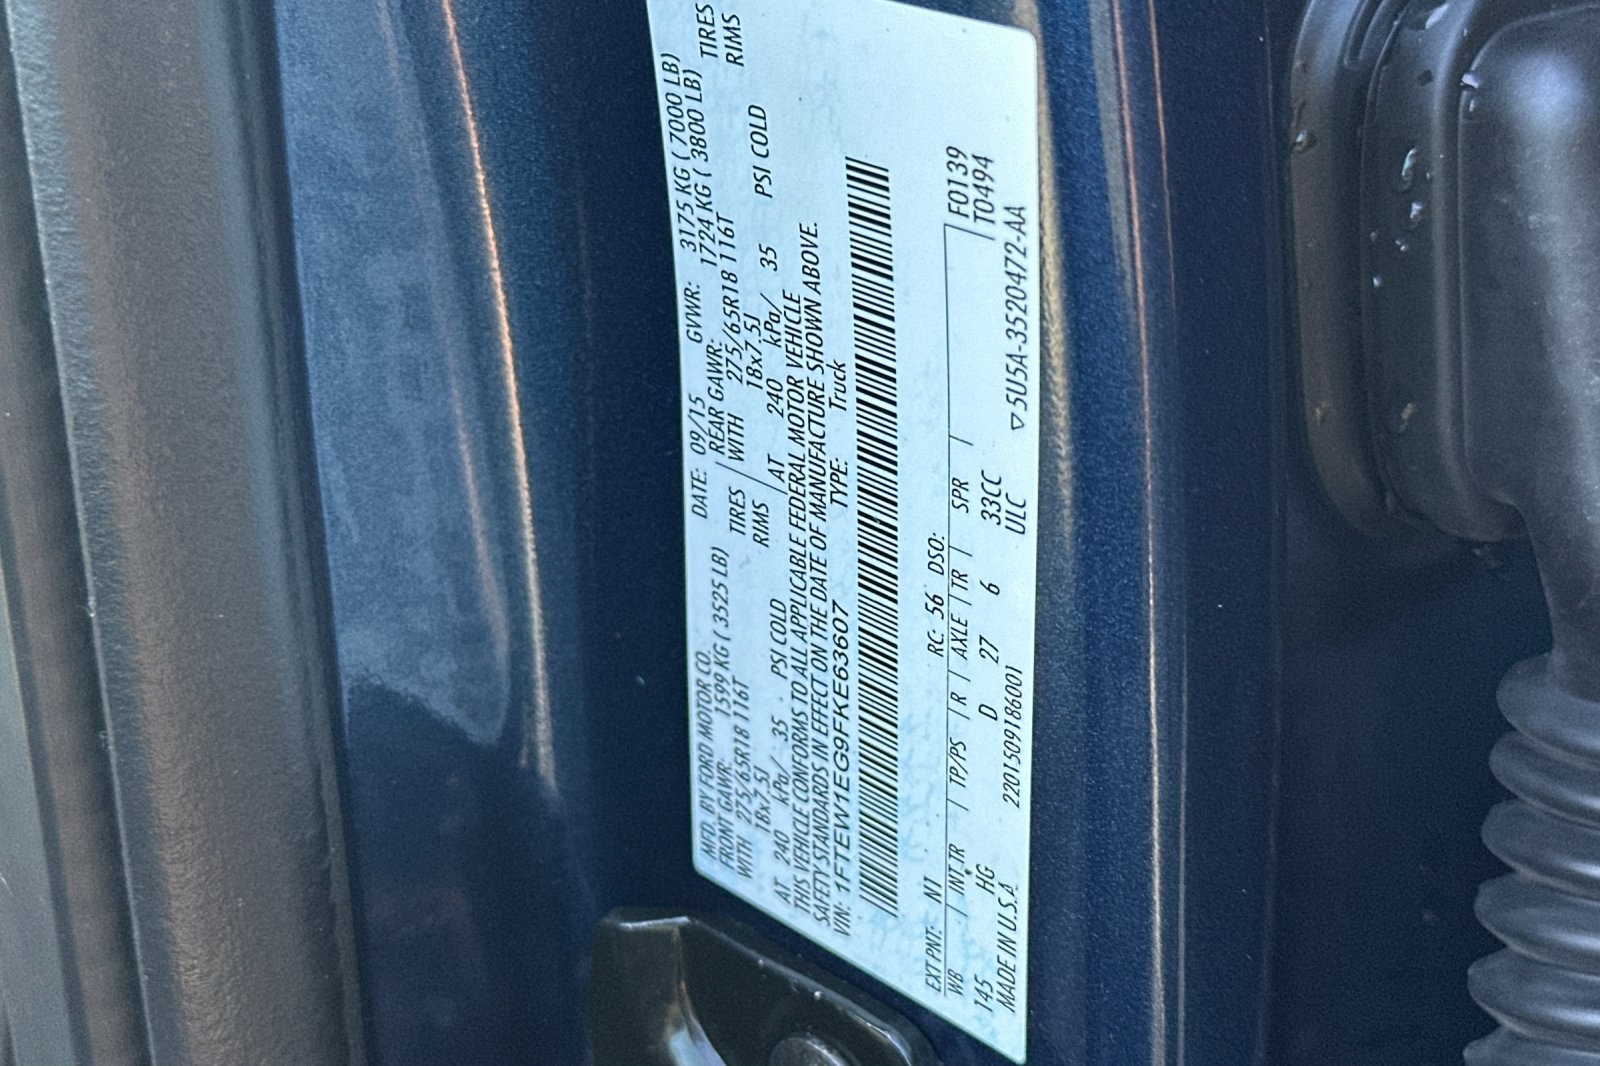 MFD. BY FORD MOTOR CO. DATE: 09/15 GVWR: 3175 KG ( 7000 LB)
FRONT GAWR: 1599 KG ( 3525 LB) REAR GAWR: 1724 KG ( 3800 LB)
WITH 275/65R18 116T TIRES WITH 275/65R18 116T TIRES
18x7.5J RIMS 18x7.5J RIMS
AT 240 kPa/ 35 PSI COLD AT 240 kPa/ 35 PSI COLD
THIS VEHICLE CONFORMS TO ALL APPLICABLE FEDERAL MOTOR VEHICLE
SAFETY STANDARDS IN EFFECT ON THE DATE OF MANUFACTURE SHOWN ABOVE.
VIN: 1FTEW1EG9FKE63607 TYPE: Truck
EXT PNT: N1 RC: 56 DSO: F0139
WB | INT TR | TP/PS | R | AXLE | TR | SPR | T0494
145 HG D 27 6 33CC
MADE IN U.S.A. 2201509186001 ULC ▽5U5A-3520472-AA